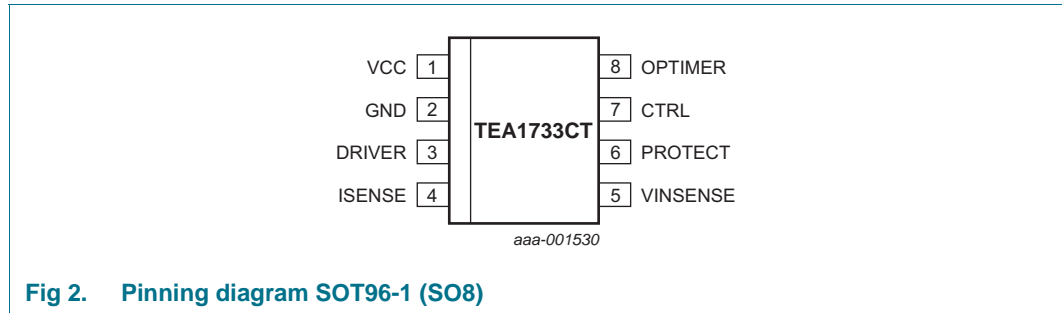 VCC 1 8 OPTIMER
GND 2 7 CTRL
TEA1733CT
DRIVER 3 6 PROTECT
ISENSE 4 5 VINSENSE
aaa-001530
Fig 2. Pinning diagram SOT96-1 (SO8)